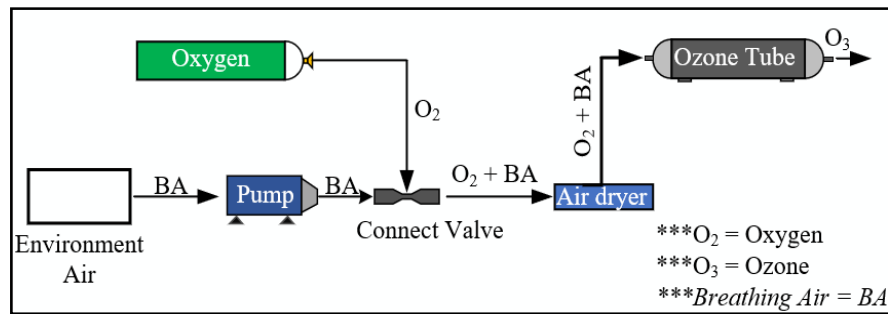 Oxygen
Ozone Tube
O₃
O₂
O₂ + BA
BA
Pump
BA
O₂ + BA
Air dryer
Connect Valve
Environment
Air
***O₂ = Oxygen
***O₃ = Ozone
***Breathing Air = BA